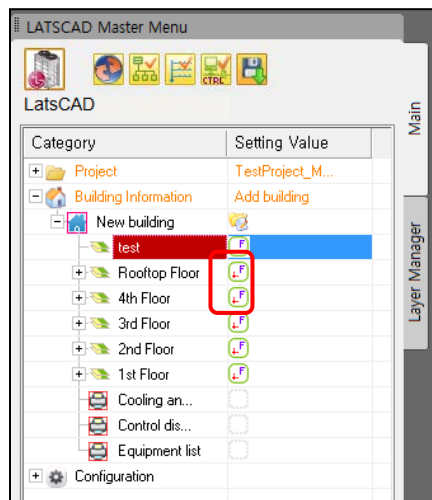 LATSCAD Master Menu
CTRL
LatsCAD
Main
Category Setting Value
Project TestProject_M...
Building Information Add building
New building
test F
Rooftop Floor F
4th Floor F
3rd Floor F
2nd Floor F
1st Floor F
Cooling an...
Control dis...
Equipment list
Configuration
Layer Manager